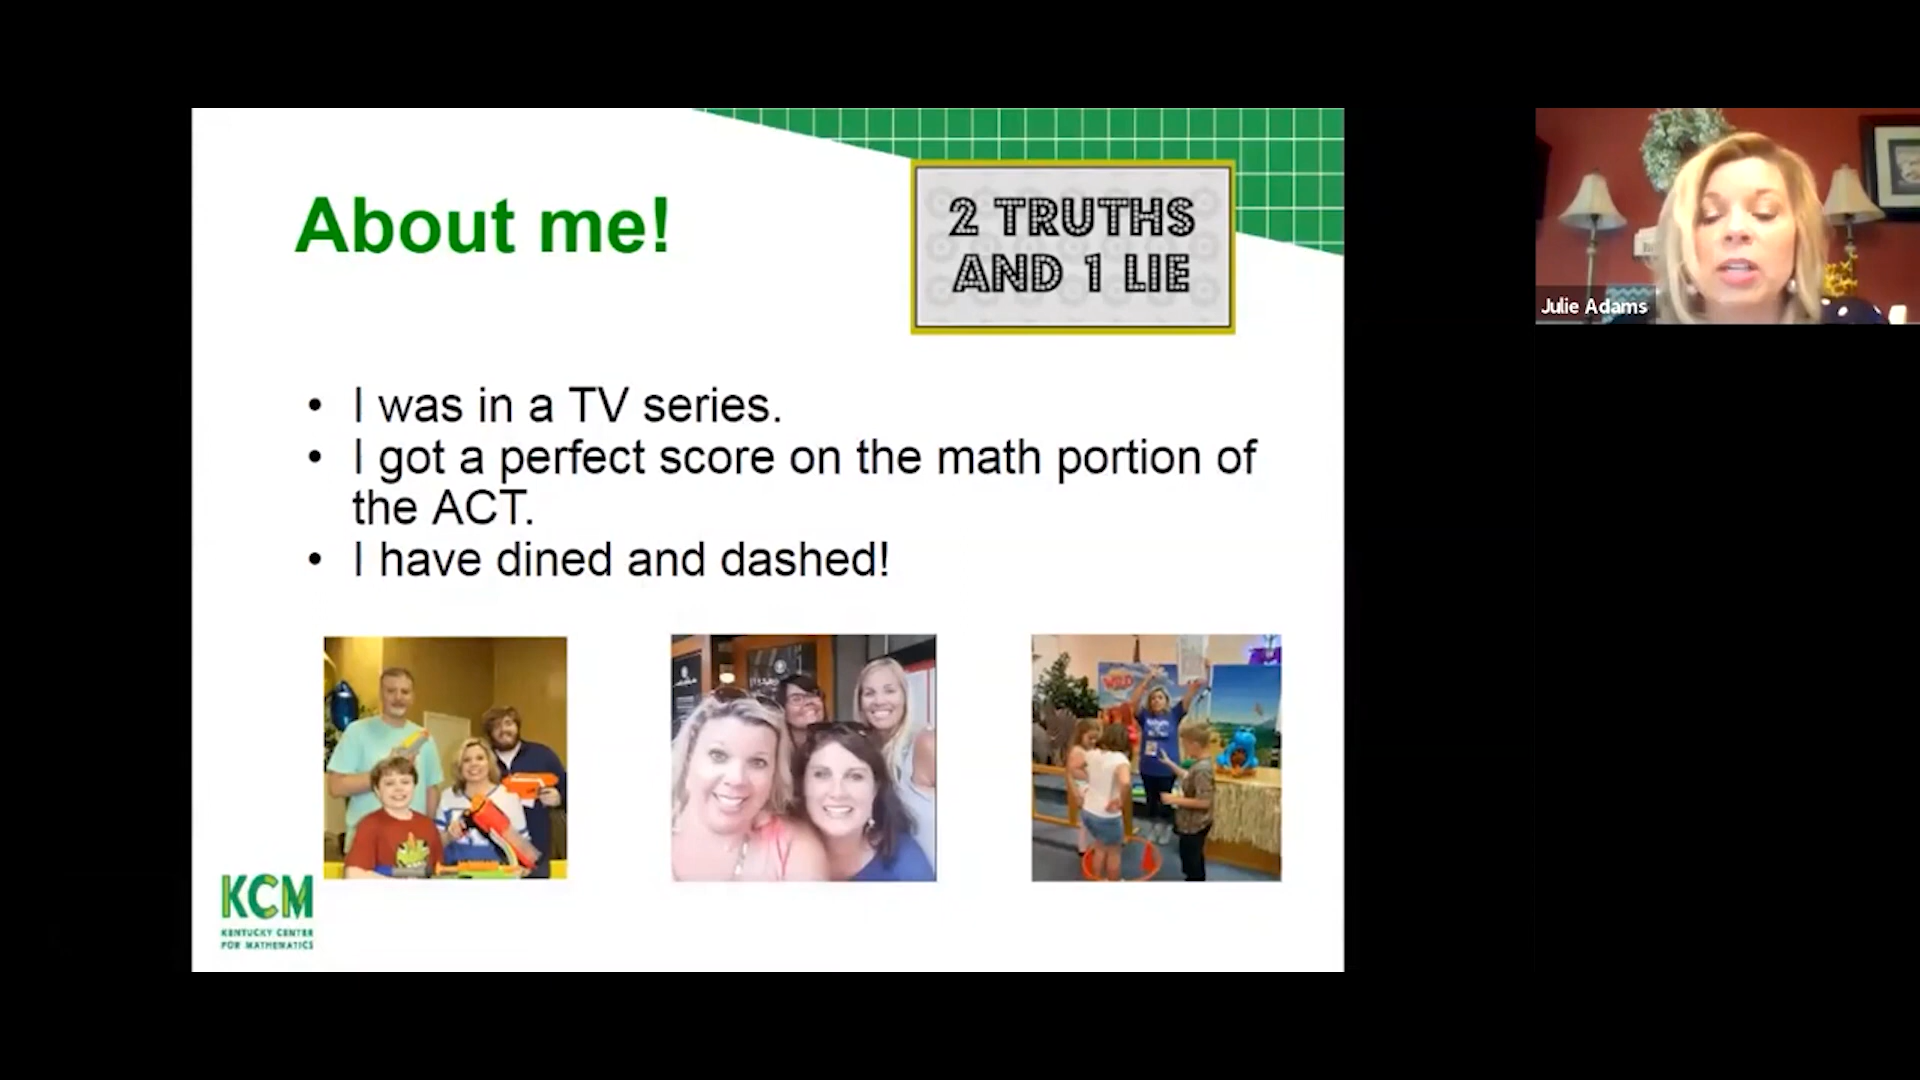 About me!
2 TRUTHS
AND 1 LIE
• I was in a TV series.
• I got a perfect score on the math portion of
the ACT.
• I have dined and dashed!
KCM
KENTUCKY CENTER
FOR MATHEMATICS
Julie Adams